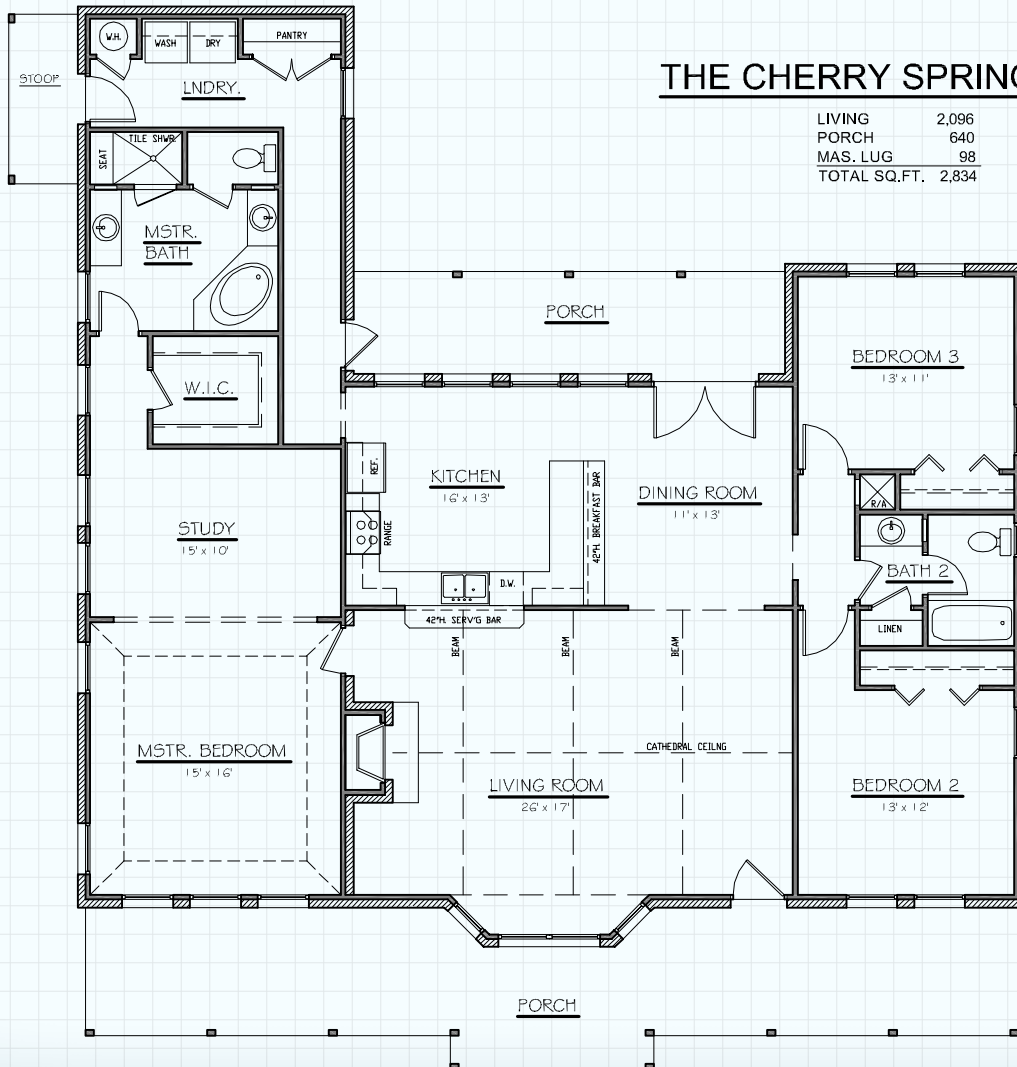 THE CHERRY SPRING
LIVING 2,096
PORCH 640
MAS. LUG 98
TOTAL SQ.FT. 2,834
STOOP
W.H.
WASH
DRY
PANTRY
LNDRY.
SEAT
TILE SHWR.
MSTR.
BATH
W.I.C.
PORCH
BEDROOM 3
13' x 11'
REF.
KITCHEN
16' x 13'
RANGE
D.W.
42"H. BREAKFAST BAR
DINING ROOM
11' x 13'
R/A
BATH 2
LINEN
STUDY
15' x 10'
42"H. SERV'G BAR
BEAM
BEAM
BEAM
CATHEDRAL CEILNG
MSTR. BEDROOM
15' x 16'
LIVING ROOM
26' x 17'
BEDROOM 2
13' x 12'
PORCH